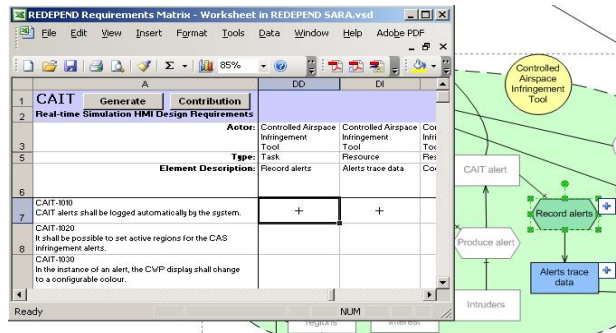 REDEPEND Requirements Matrix - Worksheet in REDEPEND SARA.vsd
File Edit View Insert Format Tools Data Window Help Adobe PDF
85%
A DD DI
1 CAIT Generate Contribution
2 Real-time Simulation HMI Design Requirements
Actor: Controlled Airspace Controlled Airspace
Infringement Infringement
3 Tool Tool
5 Type: Task Resource
Element Description: Record alerts Alerts trace data
6
CAIT-1010
7 CAIT alerts shall be logged automatically by the system. + +
CAIT-1020
It shall be possible to set active regions for the CAS
8 infringement alerts.
CAIT-1030
In the instance of an alert, the CWP display shall change
to a configurable colour.
Ready NUM
Controlled
Airspace
Infringement
Tool
CAIT alert
Record alerts
Produce alert
Alerts trace
data
Intruders
regions
interest